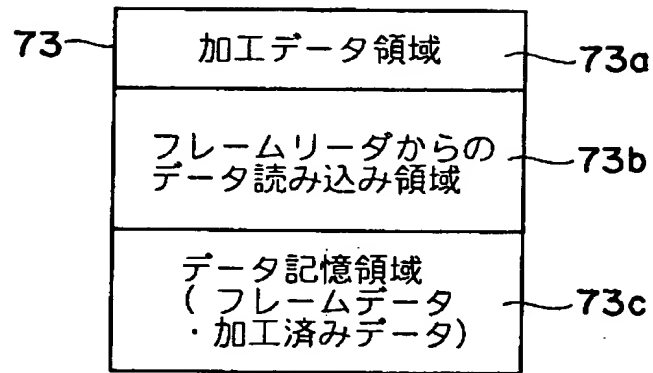 73
加工データ領域
73a
フレームリーダからの
データ読み込み領域
73b
データ記憶領域
(フレームデータ
・加工済みデータ)
73c